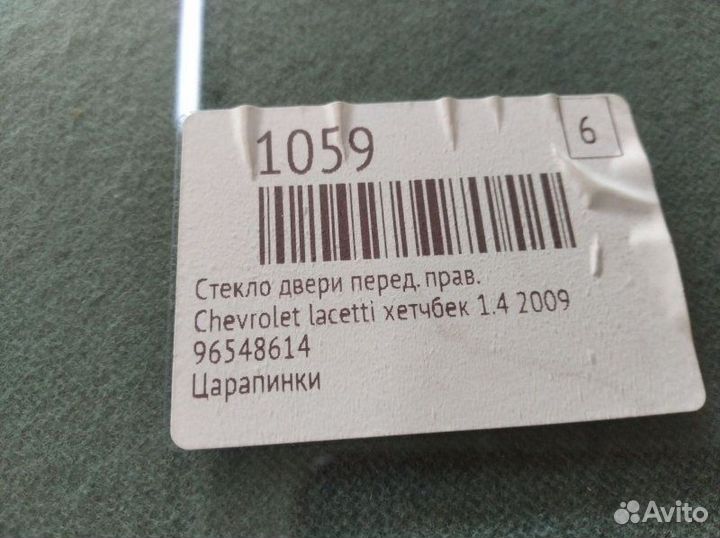 1059
6
Стекло двери перед. прав.
Chevrolet lacetti хетчбек 1.4 2009
96548614
Царапинки
Avito